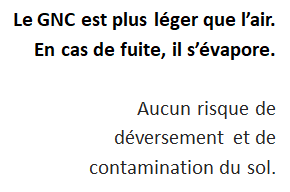 Le GNC est plus léger que l’air.
En cas de fuite, il s’évapore.
Aucun risque de
déversement et de
contamination du sol.